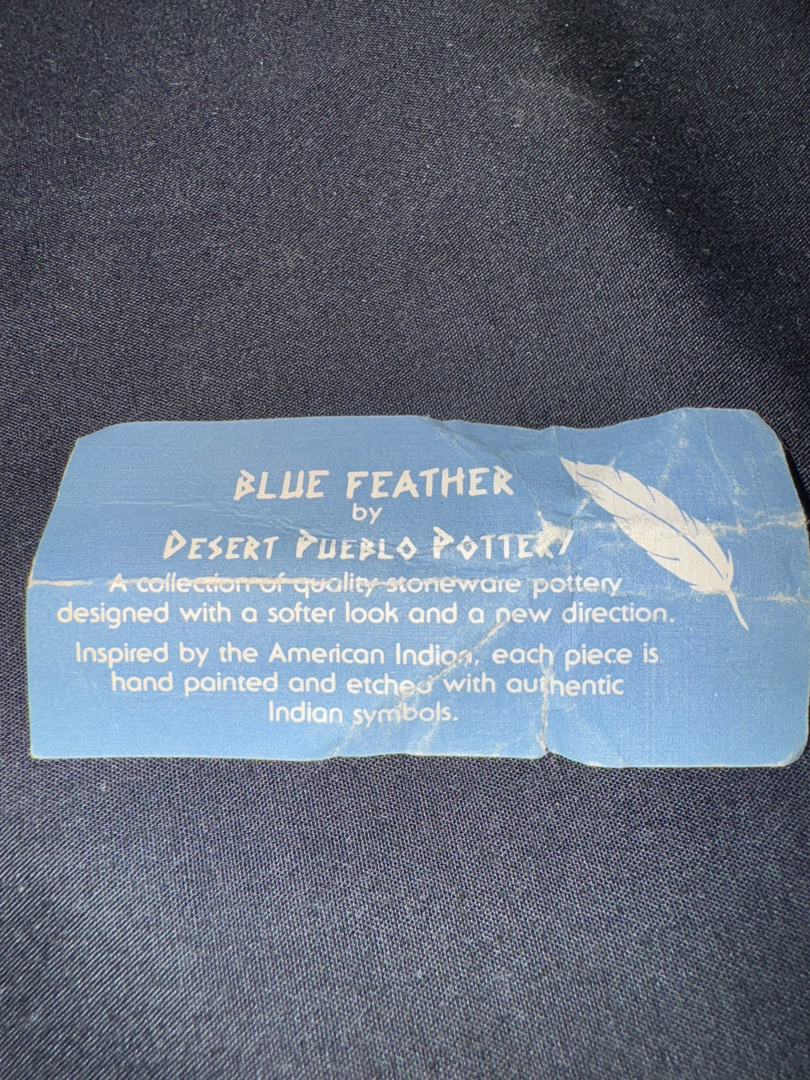 BLUE FEATHER
by
DESERT PUEBLO POTTERY
A collection of quality stoneware pottery
designed with a softer look and a new direction.
Inspired by the American Indian, each piece is
hand painted and etched with authentic
Indian symbols.